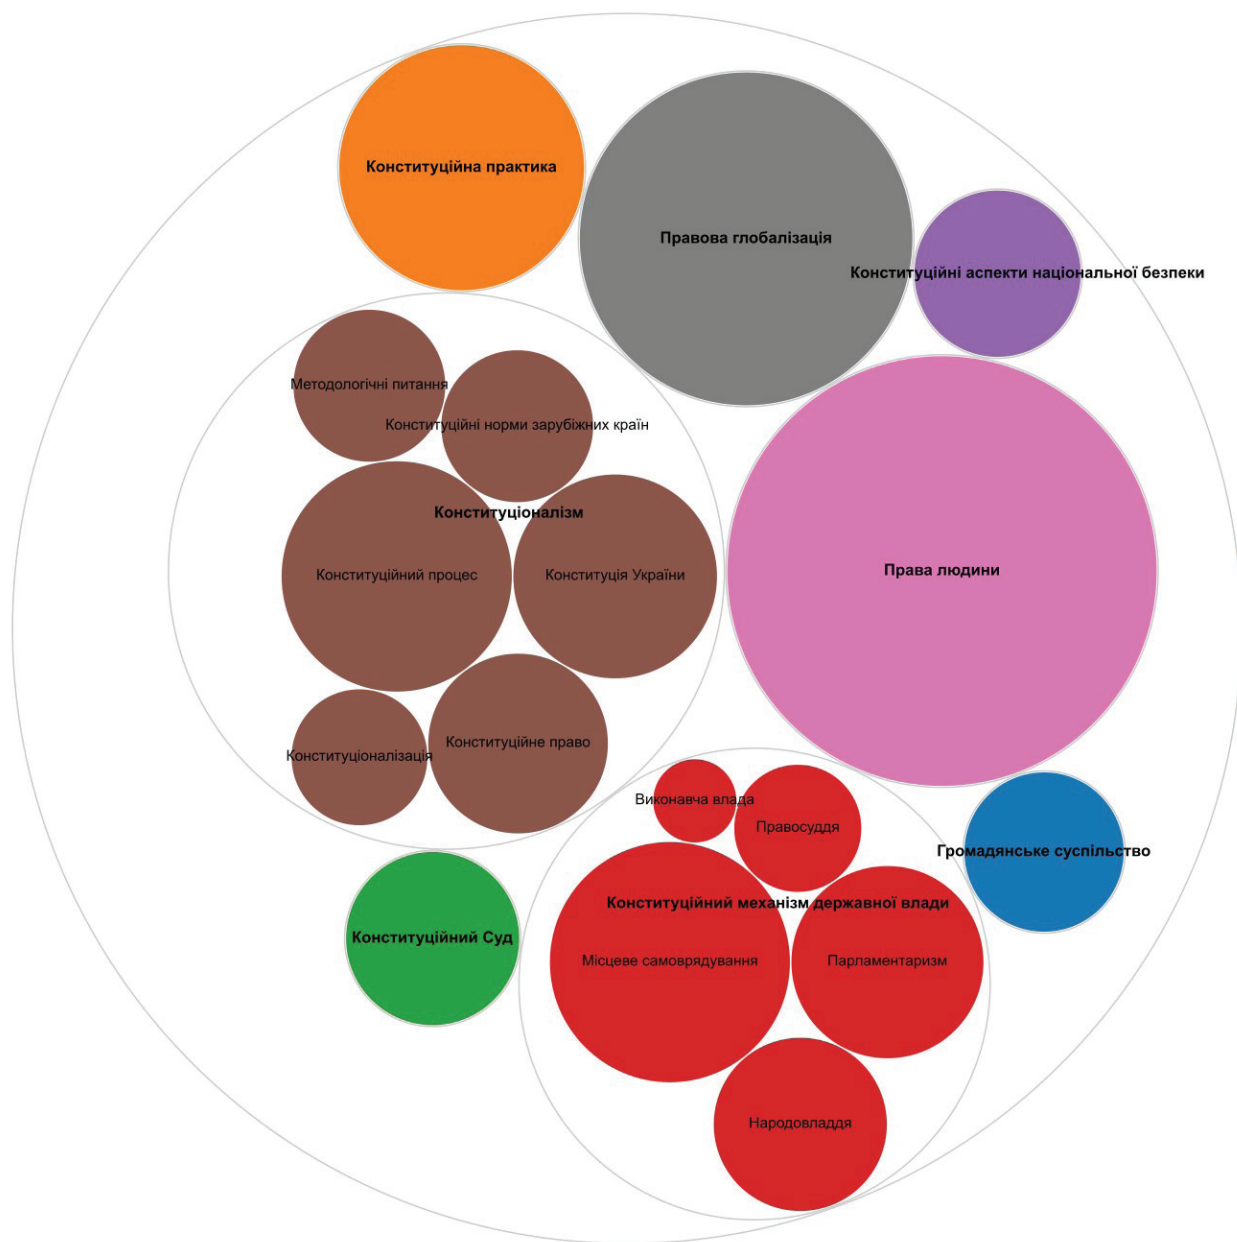 Конституційна практика
Правова глобалізація
Конституційні аспекти національної безпеки
Методологічні питання
Конституційні норми зарубіжних країн
Конституціоналізм
Конституційний процес
Конституція України
Права людини
Конституційне право
Конституціоналізація
Виконавча влада
Правосуддя
Громадянське суспільство
Конституційний механізм державної влади
Конституційний Суд
Місцеве самоврядування
Парламентаризм
Народовладдя